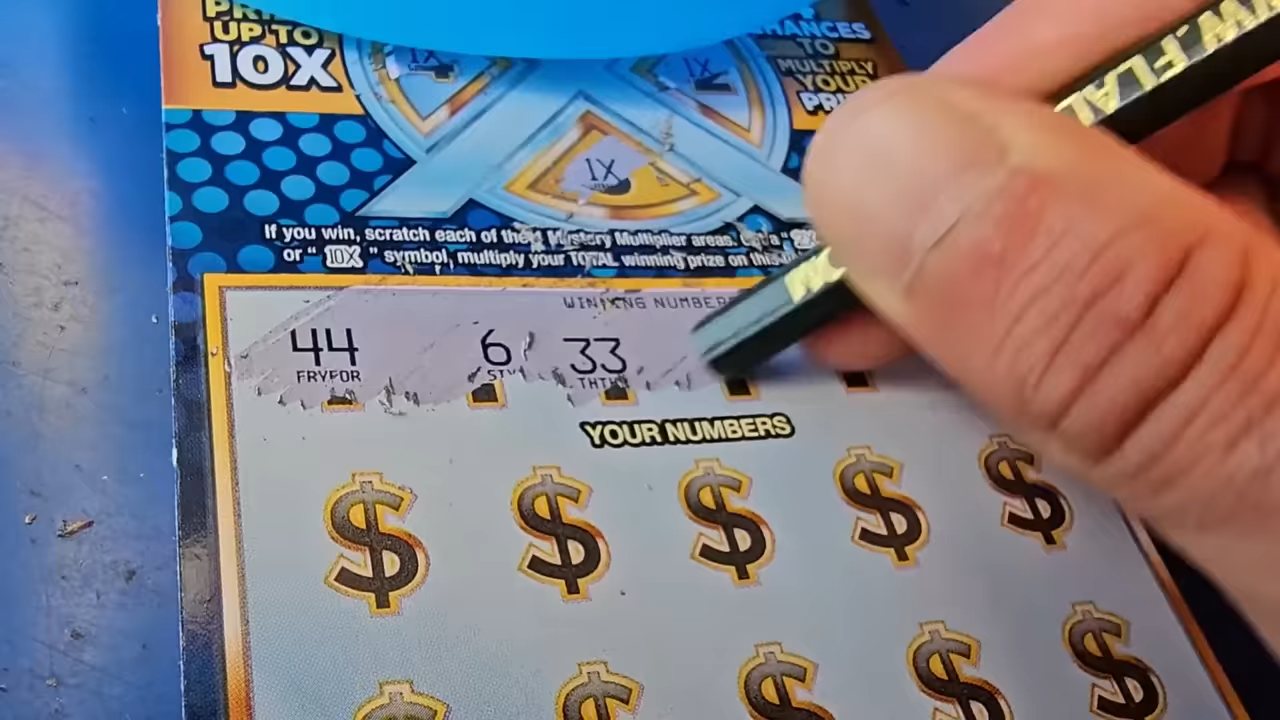 UP TO
10X
CHANCES
TO
MULTIPLY
YOUR
1X
1X
1X
If you win, scratch each of the Mystery Multiplier areas.
or " 10X " symbol, multiply your TOTAL winning prize on this
WINNING NUMBERS
44 6 33
FRYFOR
YOUR NUMBERS
$ $ $ $ $
$ $ $ $ $